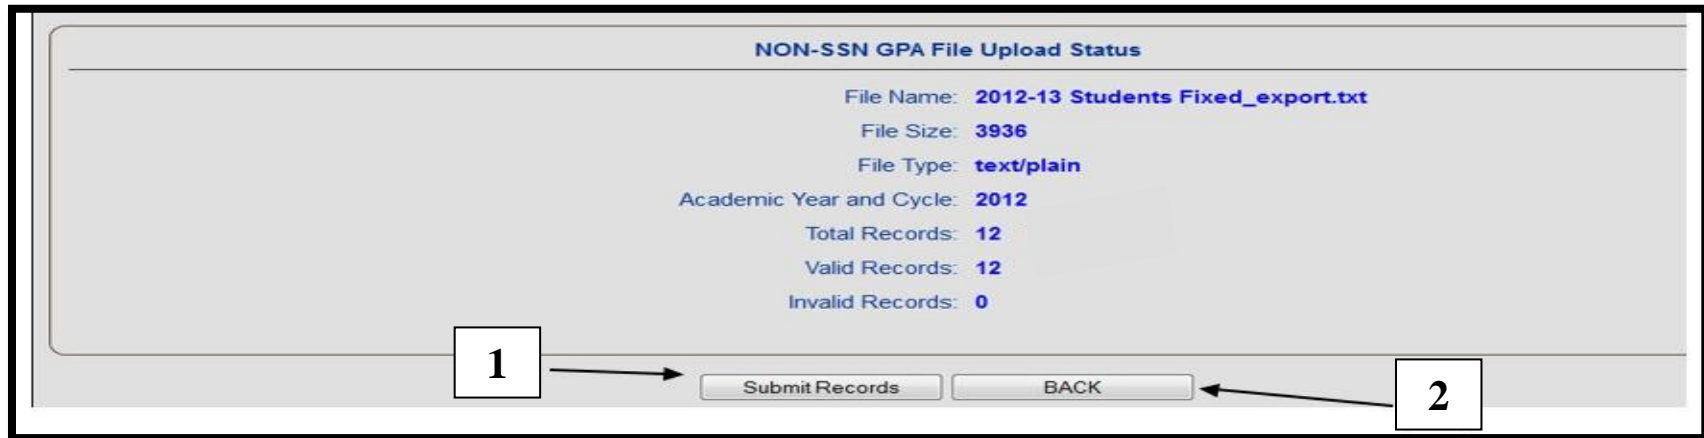 NON-SSN GPA File Upload Status
File Name: 2012-13 Students Fixed_export.txt
File Size: 3936
File Type: text/plain
Academic Year and Cycle: 2012
Total Records: 12
Valid Records: 12
Invalid Records: 0
1
Submit Records BACK
2